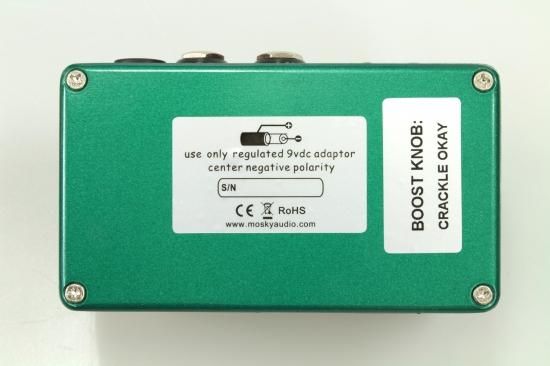 use only regulated 9vdc adaptor
center negative polarity
S/N
CE RoHS
www.moskyaudio.com
BOOST KNOB:
CRACKLE OKAY